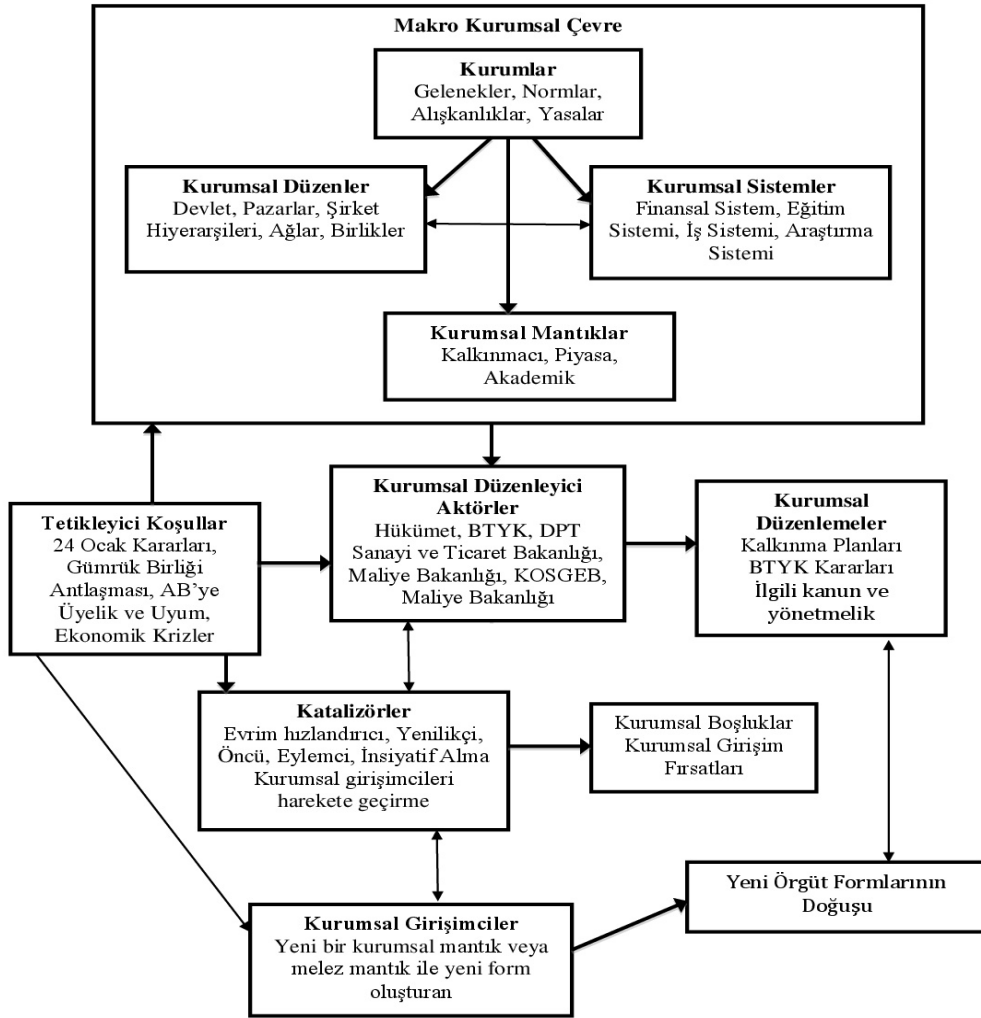 Makro Kurumsal Çevre
Kurumlar
Gelenekler, Normlar,
Alışkanlıklar, Yasalar
Kurumsal Düzenler
Devlet, Pazarlar, Şirket
Hiyerarşileri, Ağlar, Birlikler
Kurumsal Sistemler
Finansal Sistem, Eğitim
Sistemi, İş Sistemi, Araştırma
Sistemi
Kurumsal Mantıklar
Kalkınmacı, Piyasa,
Akademik
Tetikleyici Koşullar
24 Ocak Kararları,
Gümrük Birliği
Antlaşması, AB’ye
Üyelik ve Uyum,
Ekonomik Krizler
Kurumsal Düzenleyici
Aktörler
Hükümet, BTYK, DPT
Sanayi ve Ticaret Bakanlığı,
Maliye Bakanlığı, KOSGEB,
Maliye Bakanlığı
Kurumsal
Düzenlemeler
Kalkınma Planları
BTYK Kararları
İlgili kanun ve
yönetmelik
Katalizörler
Evrim hızlandırıcı, Yenilikçi,
Öncü, Eylemci, İnsiyatif Alma
Kurumsal girişimcileri
harekete geçirme
Kurumsal Boşluklar
Kurumsal Girişim
Fırsatları
Yeni Örgüt Formlarının
Doğuşu
Kurumsal Girişimciler
Yeni bir kurumsal mantık veya
melez mantık ile yeni form
oluşturan